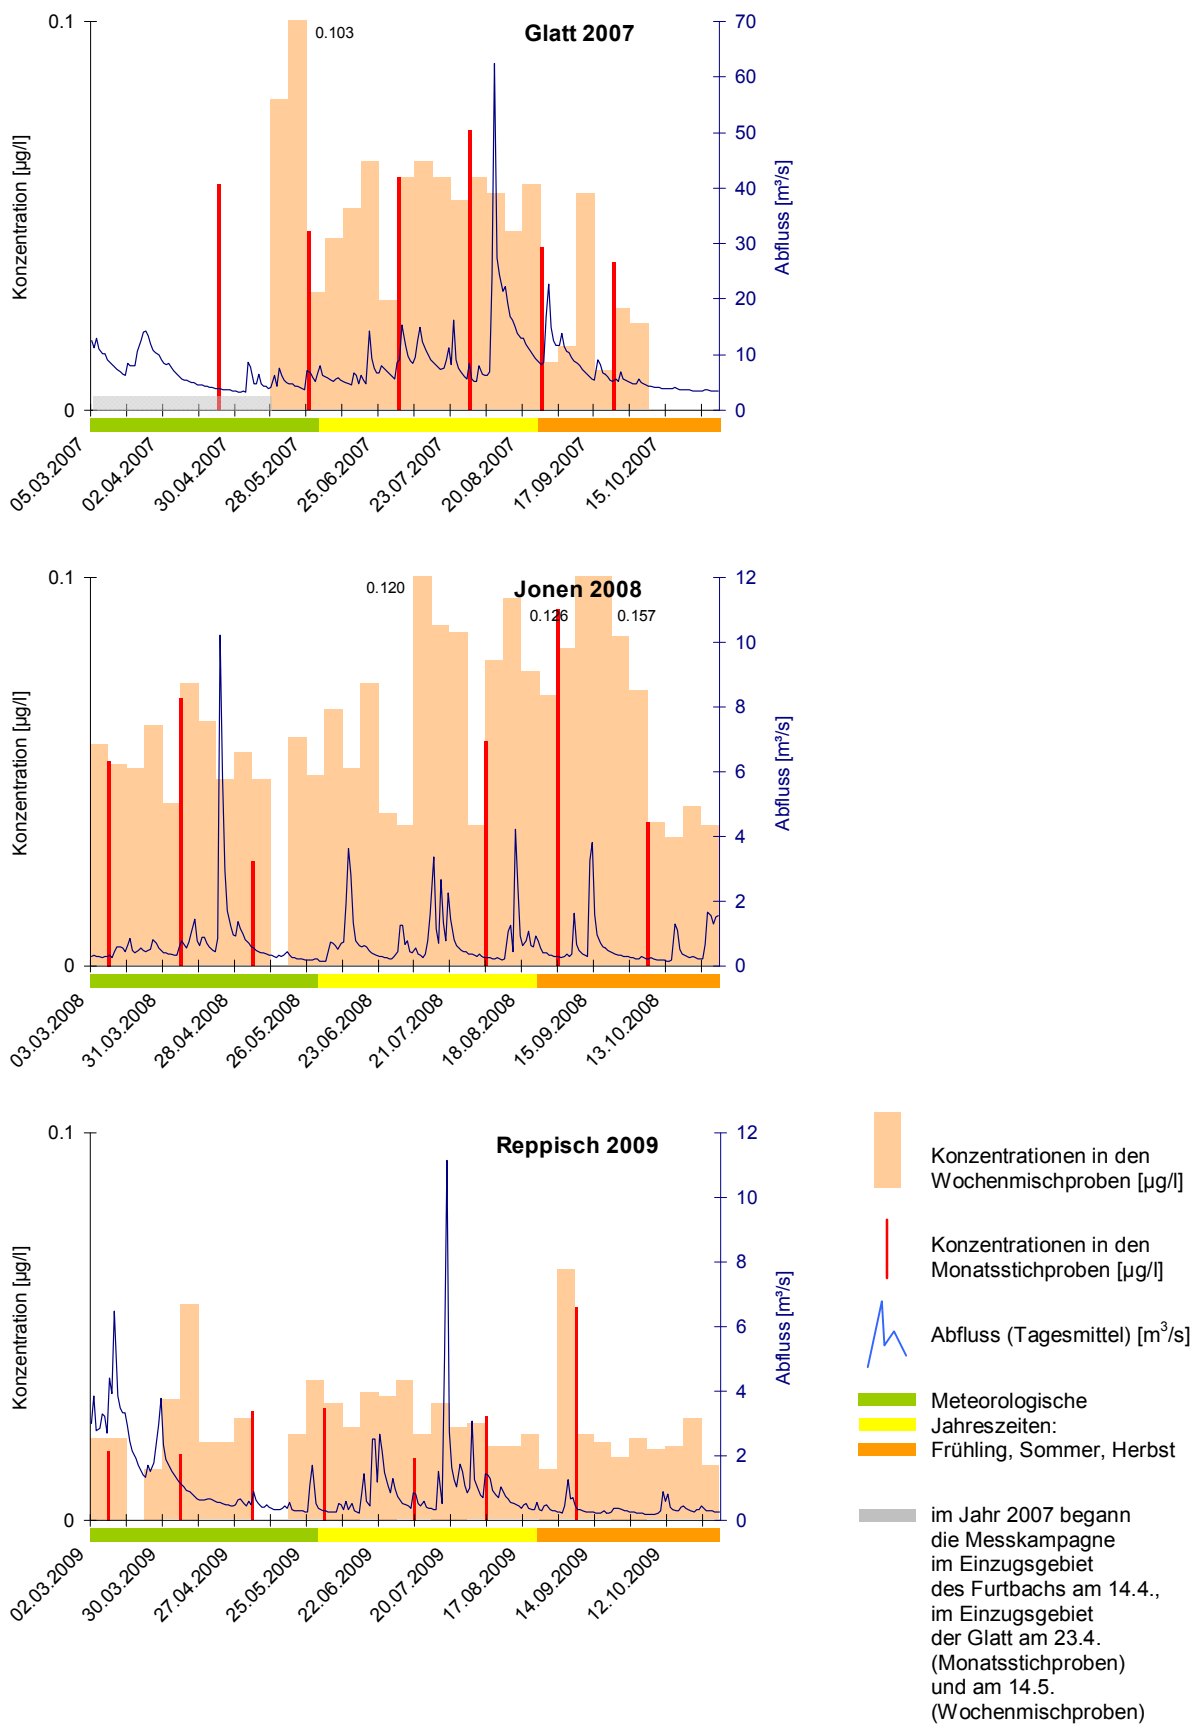 Glatt 2007
0.1
0
Konzentration [µg/l]
0.103
70
60
50
40
30
20
10
0
Abfluss [m³/s]
05.03.2007
02.04.2007
30.04.2007
28.05.2007
25.06.2007
23.07.2007
20.08.2007
17.09.2007
15.10.2007
Jonen 2008
0.1
0
Konzentration [µg/l]
0.120
0.126
0.157
12
10
8
6
4
2
0
Abfluss [m³/s]
03.03.2008
31.03.2008
28.04.2008
26.05.2008
23.06.2008
21.07.2008
18.08.2008
15.09.2008
13.10.2008
Reppisch 2009
0.1
0
Konzentration [µg/l]
12
10
8
6
4
2
0
Abfluss [m³/s]
02.03.2009
30.03.2009
27.04.2009
25.05.2009
22.06.2009
20.07.2009
17.08.2009
14.09.2009
12.10.2009
Konzentrationen in den
Wochenmischproben [µg/l]
Konzentrationen in den
Monatsstichproben [µg/l]
Abfluss (Tagesmittel) [m³/s]
Meteorologische
Jahreszeiten:
Frühling, Sommer, Herbst
im Jahr 2007 begann
die Messkampagne
im Einzugsgebiet
des Furtbachs am 14.4.,
im Einzugsgebiet
der Glatt am 23.4.
(Monatsstichproben)
und am 14.5.
(Wochenmischproben)